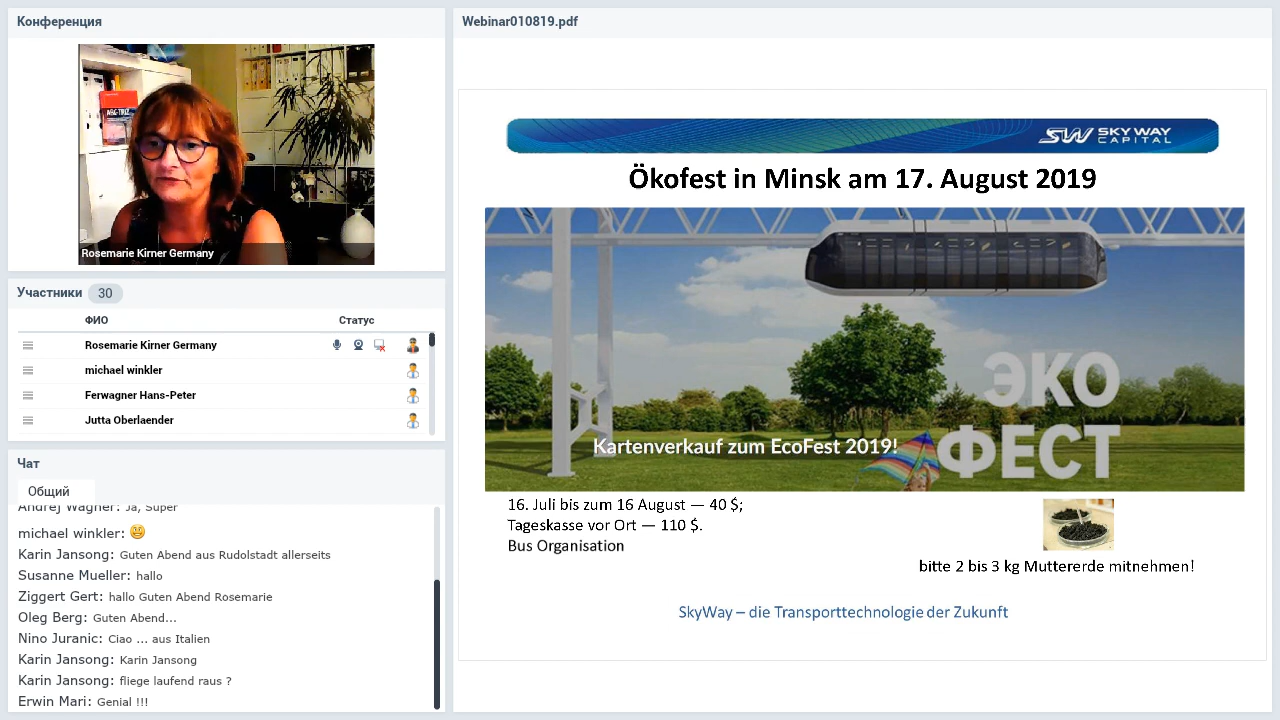 Конференция
Rosemarie Kirner Germany
Участники 30
ФИО Статус
Rosemarie Kirner Germany
michael winkler
Ferwagner Hans-Peter
Jutta Oberlaender
Чат
Общий
Andrej Wagner: Ja, Super
michael winkler:
Karin Jansong: Guten Abend aus Rudolstadt allerseits
Susanne Mueller: hallo
Ziggert Gert: hallo Guten Abend Rosemarie
Oleg Berg: Guten Abend...
Nino Juranic: Ciao ... aus Italien
Karin Jansong: Karin Jansong
Karin Jansong: fliege laufend raus ?
Erwin Mari: Genial !!!
Webinar010819.pdf
SW SKY WAY
CAPITAL
Ökofest in Minsk am 17. August 2019
ЭКО
ФЕСТ
Kartenverkauf zum EcoFest 2019!
16. Juli bis zum 16 August — 40 $;
Tageskasse vor Ort — 110 $.
Bus Organisation
bitte 2 bis 3 kg Muttererde mitnehmen!
SkyWay – die Transporttechnologie der Zukunft